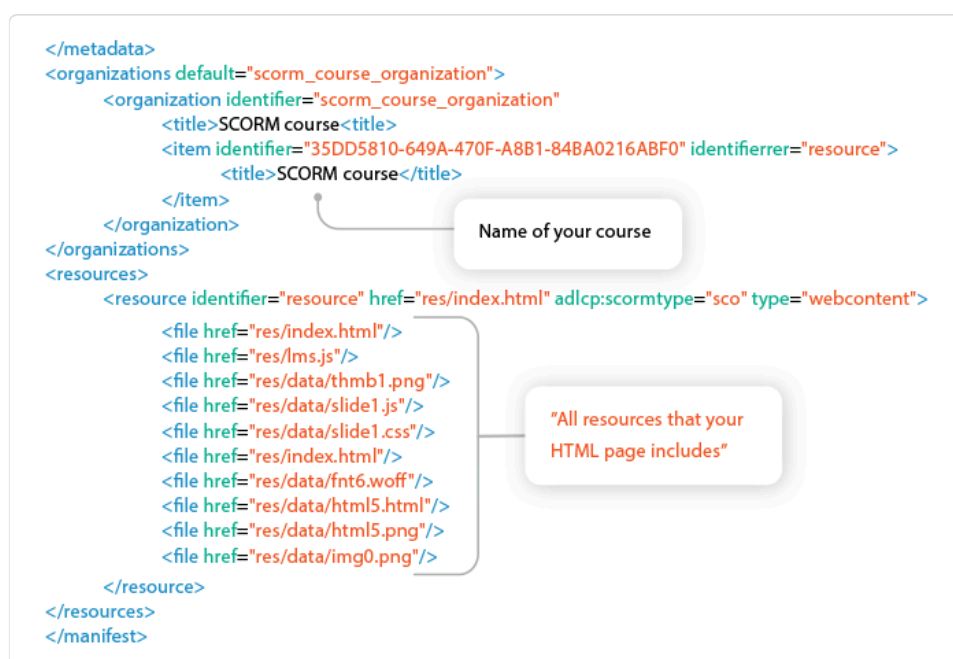 </metadata>
<organizations default="scorm_course_organization">
<organization identifier="scorm_course_organization"
<title>SCORM course<title>
<item identifier="35DD5810-649A-470F-A8B1-84BA0216ABF0" identifierrer="resource">
<title>SCORM course</title>
</item>
</organization>
Name of your course
</organizations>
<resources>
<resource identifier="resource" href="res/index.html" adlcp:scormtype="sco" type="webcontent">
<file href="res/index.html"/>
<file href="res/lms.js"/>
<file href="res/data/thmb1.png"/>
<file href="res/data/slide1.js"/>
<file href="res/data/slide1.css"/>
<file href="res/index.html"/>
<file href="res/data/fnt6.woff"/>
<file href="res/data/html5.html"/>
<file href="res/data/html5.png"/>
<file href="res/data/img0.png"/>
"All resources that your
HTML page includes"
</resource>
</resources>
</manifest>